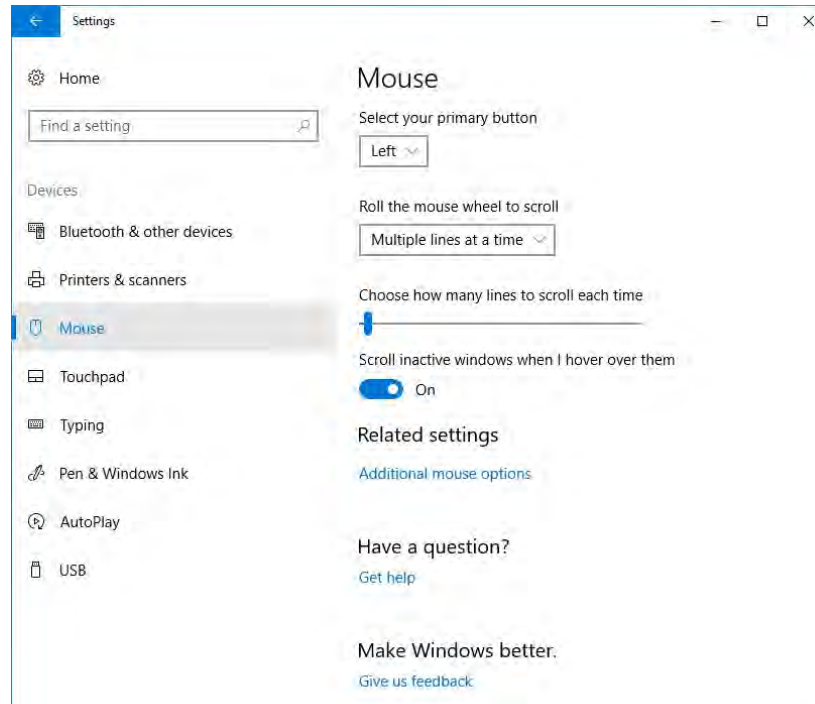 Settings
Home
Find a setting
Devices
Bluetooth & other devices
Printers & scanners
Mouse
Touchpad
Typing
Pen & Windows Ink
AutoPlay
USB
Mouse
Select your primary button
Left
Roll the mouse wheel to scroll
Multiple lines at a time
Choose how many lines to scroll each time
Scroll inactive windows when I hover over them
On
Related settings
Additional mouse options
Have a question?
Get help
Make Windows better.
Give us feedback